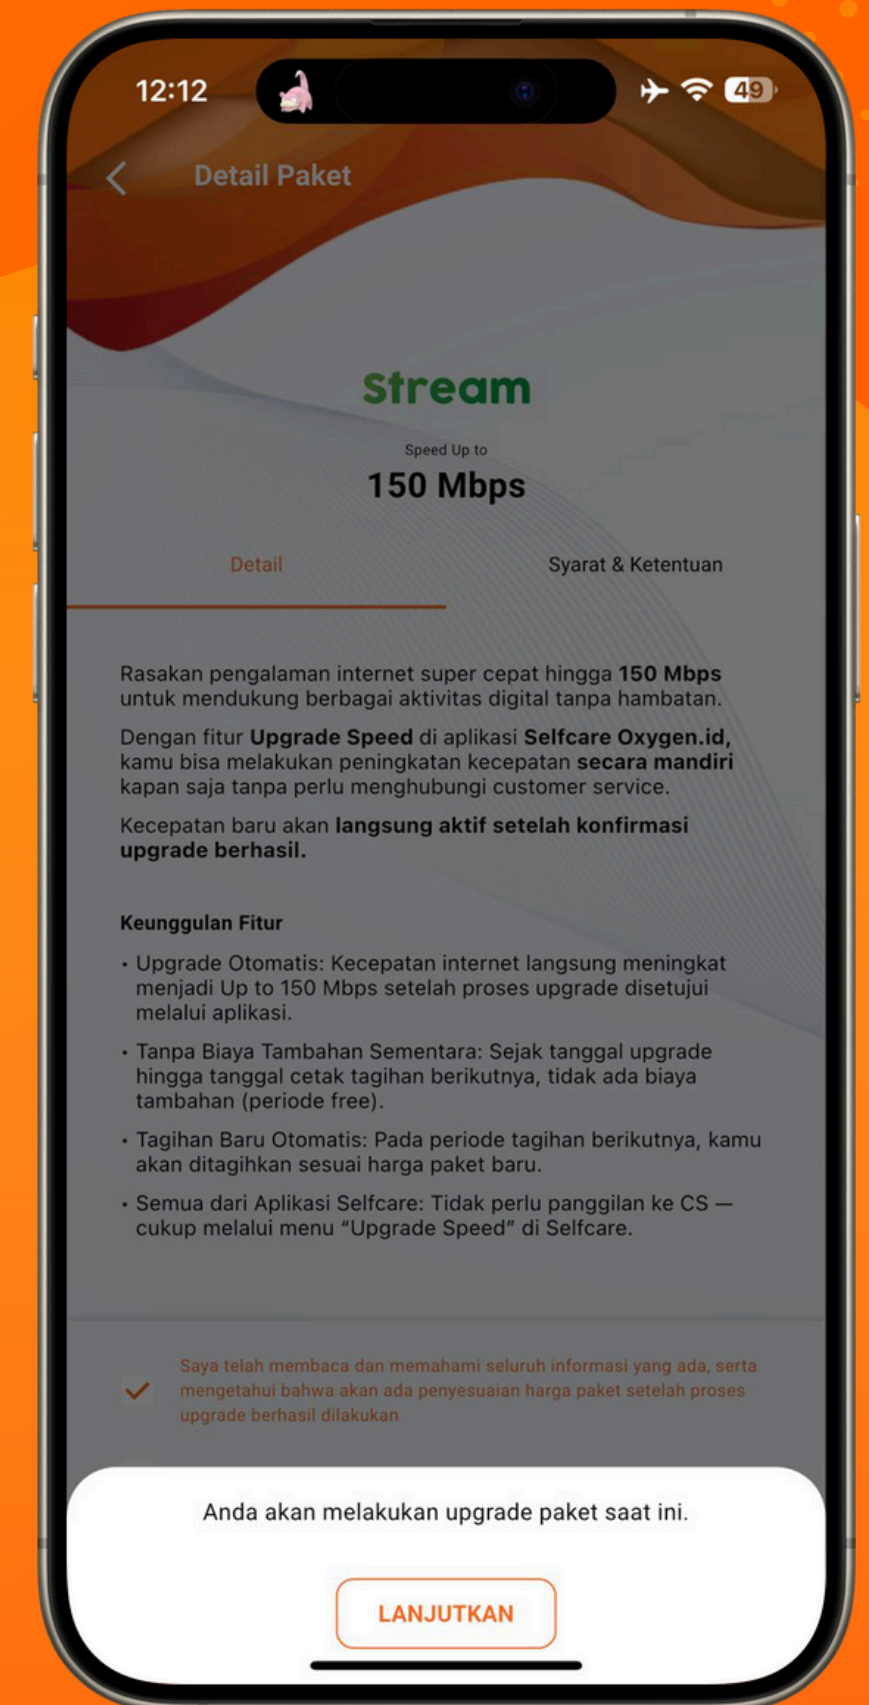 12:12
49
Detail Paket
Stream
Speed Up to
150 Mbps
Detail
Syarat & Ketentuan
Rasakan pengalaman internet super cepat hingga 150 Mbps
untuk mendukung berbagai aktivitas digital tanpa hambatan.
Dengan fitur Upgrade Speed di aplikasi Selfcare Oxygen.id,
kamu bisa melakukan peningkatan kecepatan secara mandiri
kapan saja tanpa perlu menghubungi customer service.
Kecepatan baru akan langsung aktif setelah konfirmasi
upgrade berhasil.
Keunggulan Fitur
• Upgrade Otomatis: Kecepatan internet langsung meningkat
menjadi Up to 150 Mbps setelah proses upgrade disetujui
melalui aplikasi.
• Tanpa Biaya Tambahan Sementara: Sejak tanggal upgrade
hingga tanggal cetak tagihan berikutnya, tidak ada biaya
tambahan (periode free).
• Tagihan Baru Otomatis: Pada periode tagihan berikutnya, kamu
akan ditagihkan sesuai harga paket baru.
• Semua dari Aplikasi Selfcare: Tidak perlu panggilan ke CS —
cukup melalui menu “Upgrade Speed” di Selfcare.
Saya telah membaca dan memahami seluruh informasi yang ada, serta
mengetahui bahwa akan ada penyesuaian harga paket setelah proses
upgrade berhasil dilakukan
Anda akan melakukan upgrade paket saat ini.
LANJUTKAN